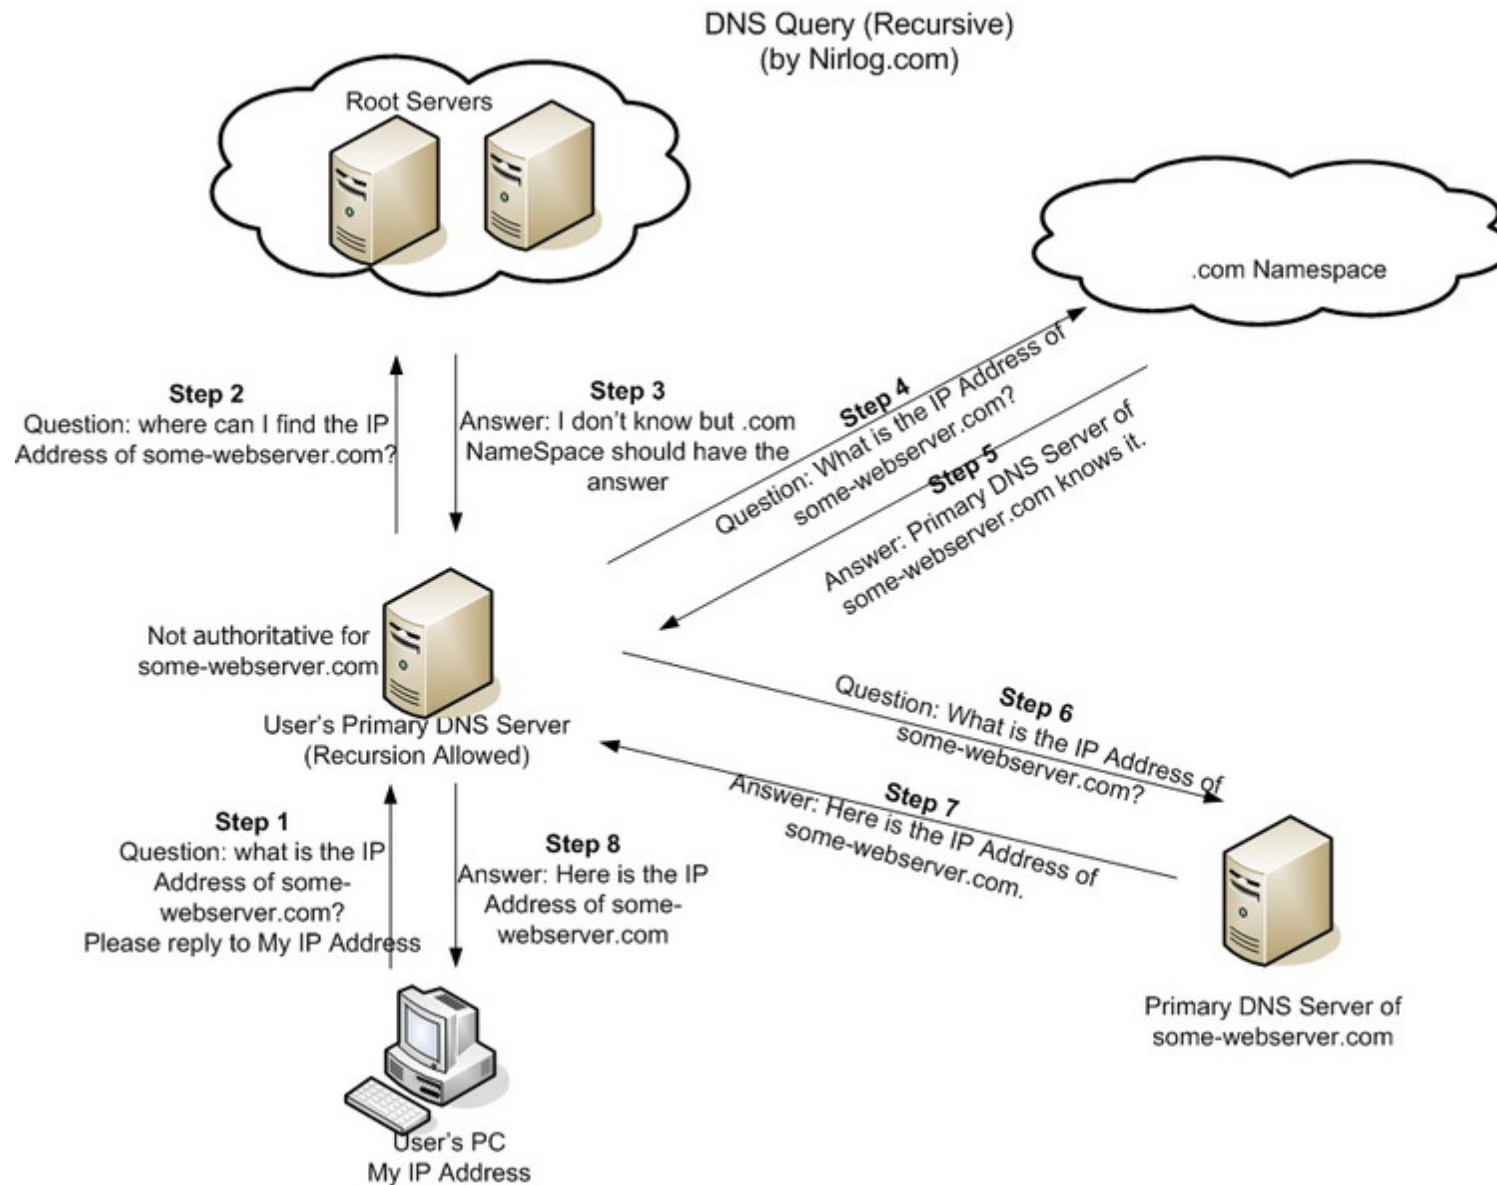 DNS Query (Recursive)
(by Nirlog.com)
Root Servers
.com Namespace
Step 2
Question: where can I find the IP
Address of some-webserver.com?
Step 3
Answer: I don't know but .com
NameSpace should have the
answer
Step 4
Question: What is the IP Address of
some-webserver.com?
Step 5
Answer: Primary DNS Server of
some-webserver.com knows it.
Not authoritative for
some-webserver.com
User's Primary DNS Server
(Recursion Allowed)
Step 6
Question: What is the IP Address of
some-webserver.com?
Step 7
Answer: Here is the IP Address of
some-webserver.com.
Step 1
Question: what is the IP
Address of some-
webserver.com?
Please reply to My IP Address
Step 8
Answer: Here is the IP
Address of some-
webserver.com
Primary DNS Server of
some-webserver.com
User's PC
My IP Address